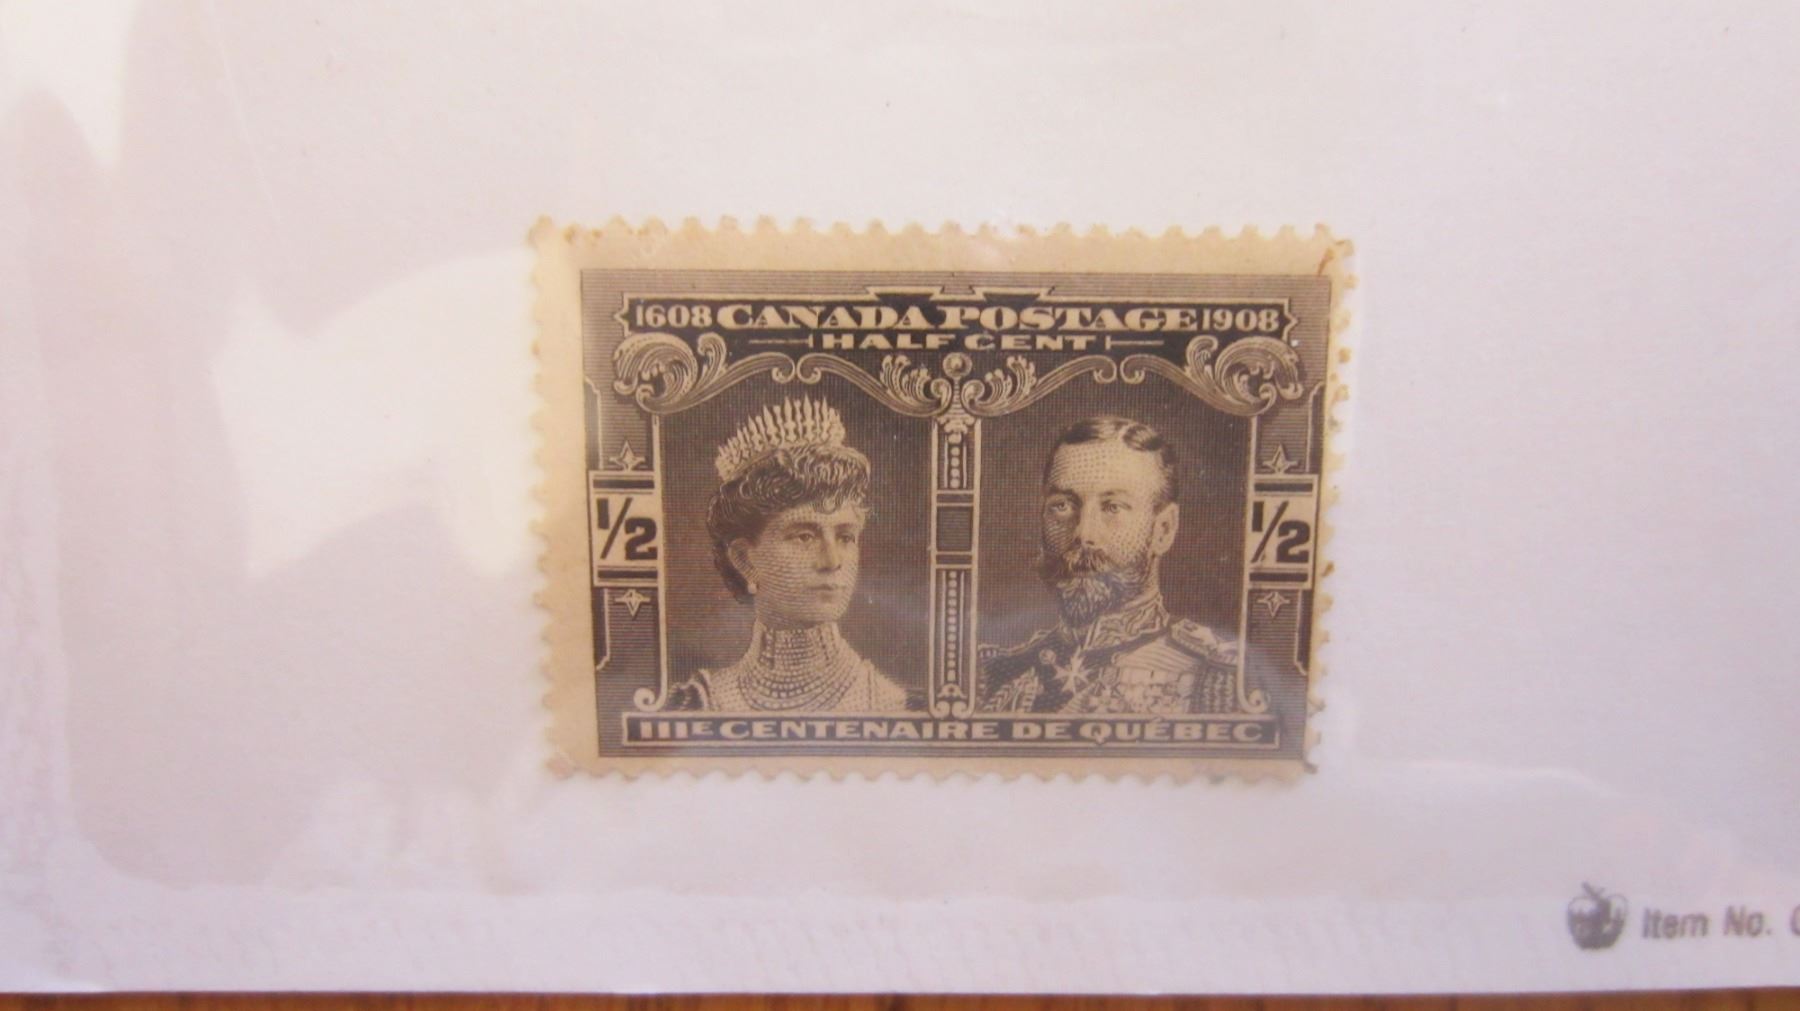 1608 CANADA POSTAGE 1908
HALF CENT
1/2 1/2
IIIE CENTENAIRE DE QUÉBEC
Item No.